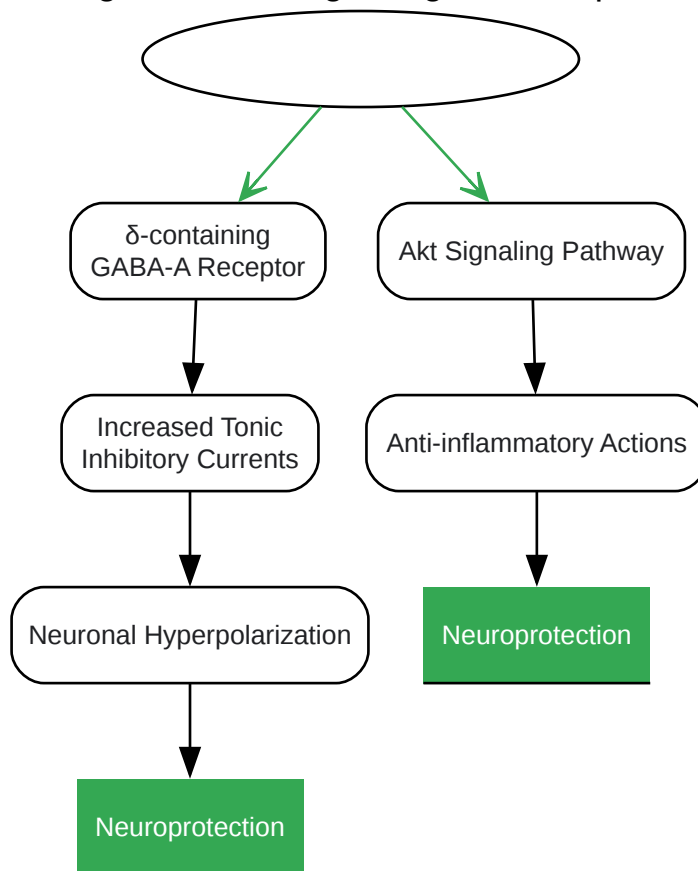 δ-containing
GABA-A Receptor
Akt Signaling Pathway
Increased Tonic
Inhibitory Currents
Anti-inflammatory Actions
Neuronal Hyperpolarization
Neuroprotection
Neuroprotection